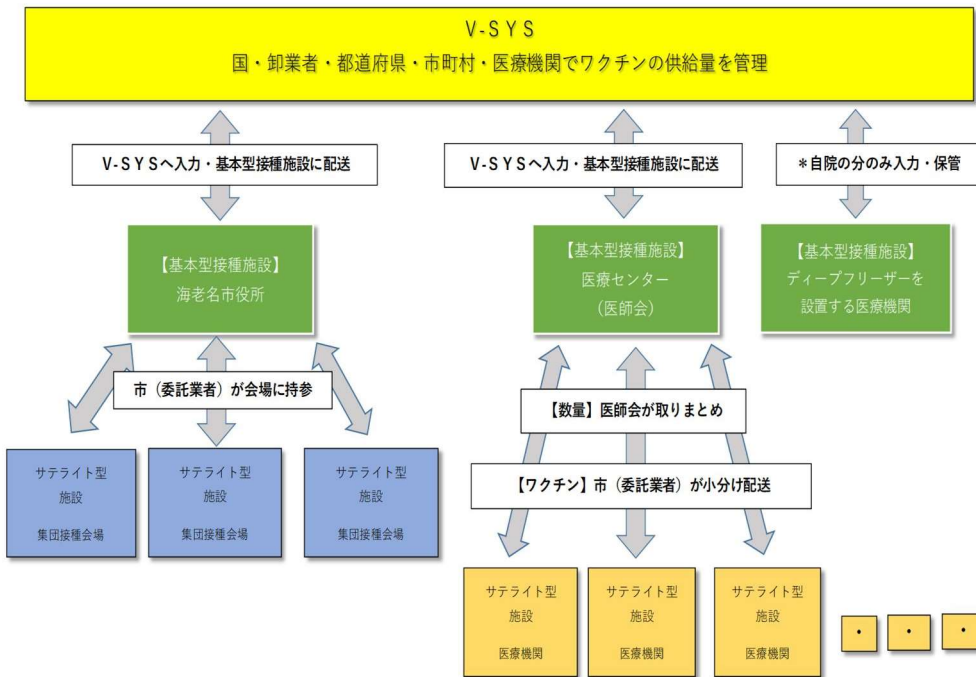 V-SYS
国・卸業者・都道府県・市町村・医療機関でワクチンの供給量を管理
V-SYSへ入力・基本型接種施設に配送
V-SYSへ入力・基本型接種施設に配送
＊自院の分のみ入力・保管
【基本型接種施設】
海老名市役所
【基本型接種施設】
医療センター
（医師会）
【基本型接種施設】
ディープフリーザーを
設置する医療機関
市（委託業者）が会場に持参
【数量】医師会が取りまとめ
【ワクチン】市（委託業者）が小分け配送
サテライト型
施設
集団接種会場
サテライト型
施設
集団接種会場
サテライト型
施設
集団接種会場
サテライト型
施設
医療機関
サテライト型
施設
医療機関
サテライト型
施設
医療機関
・
・
・